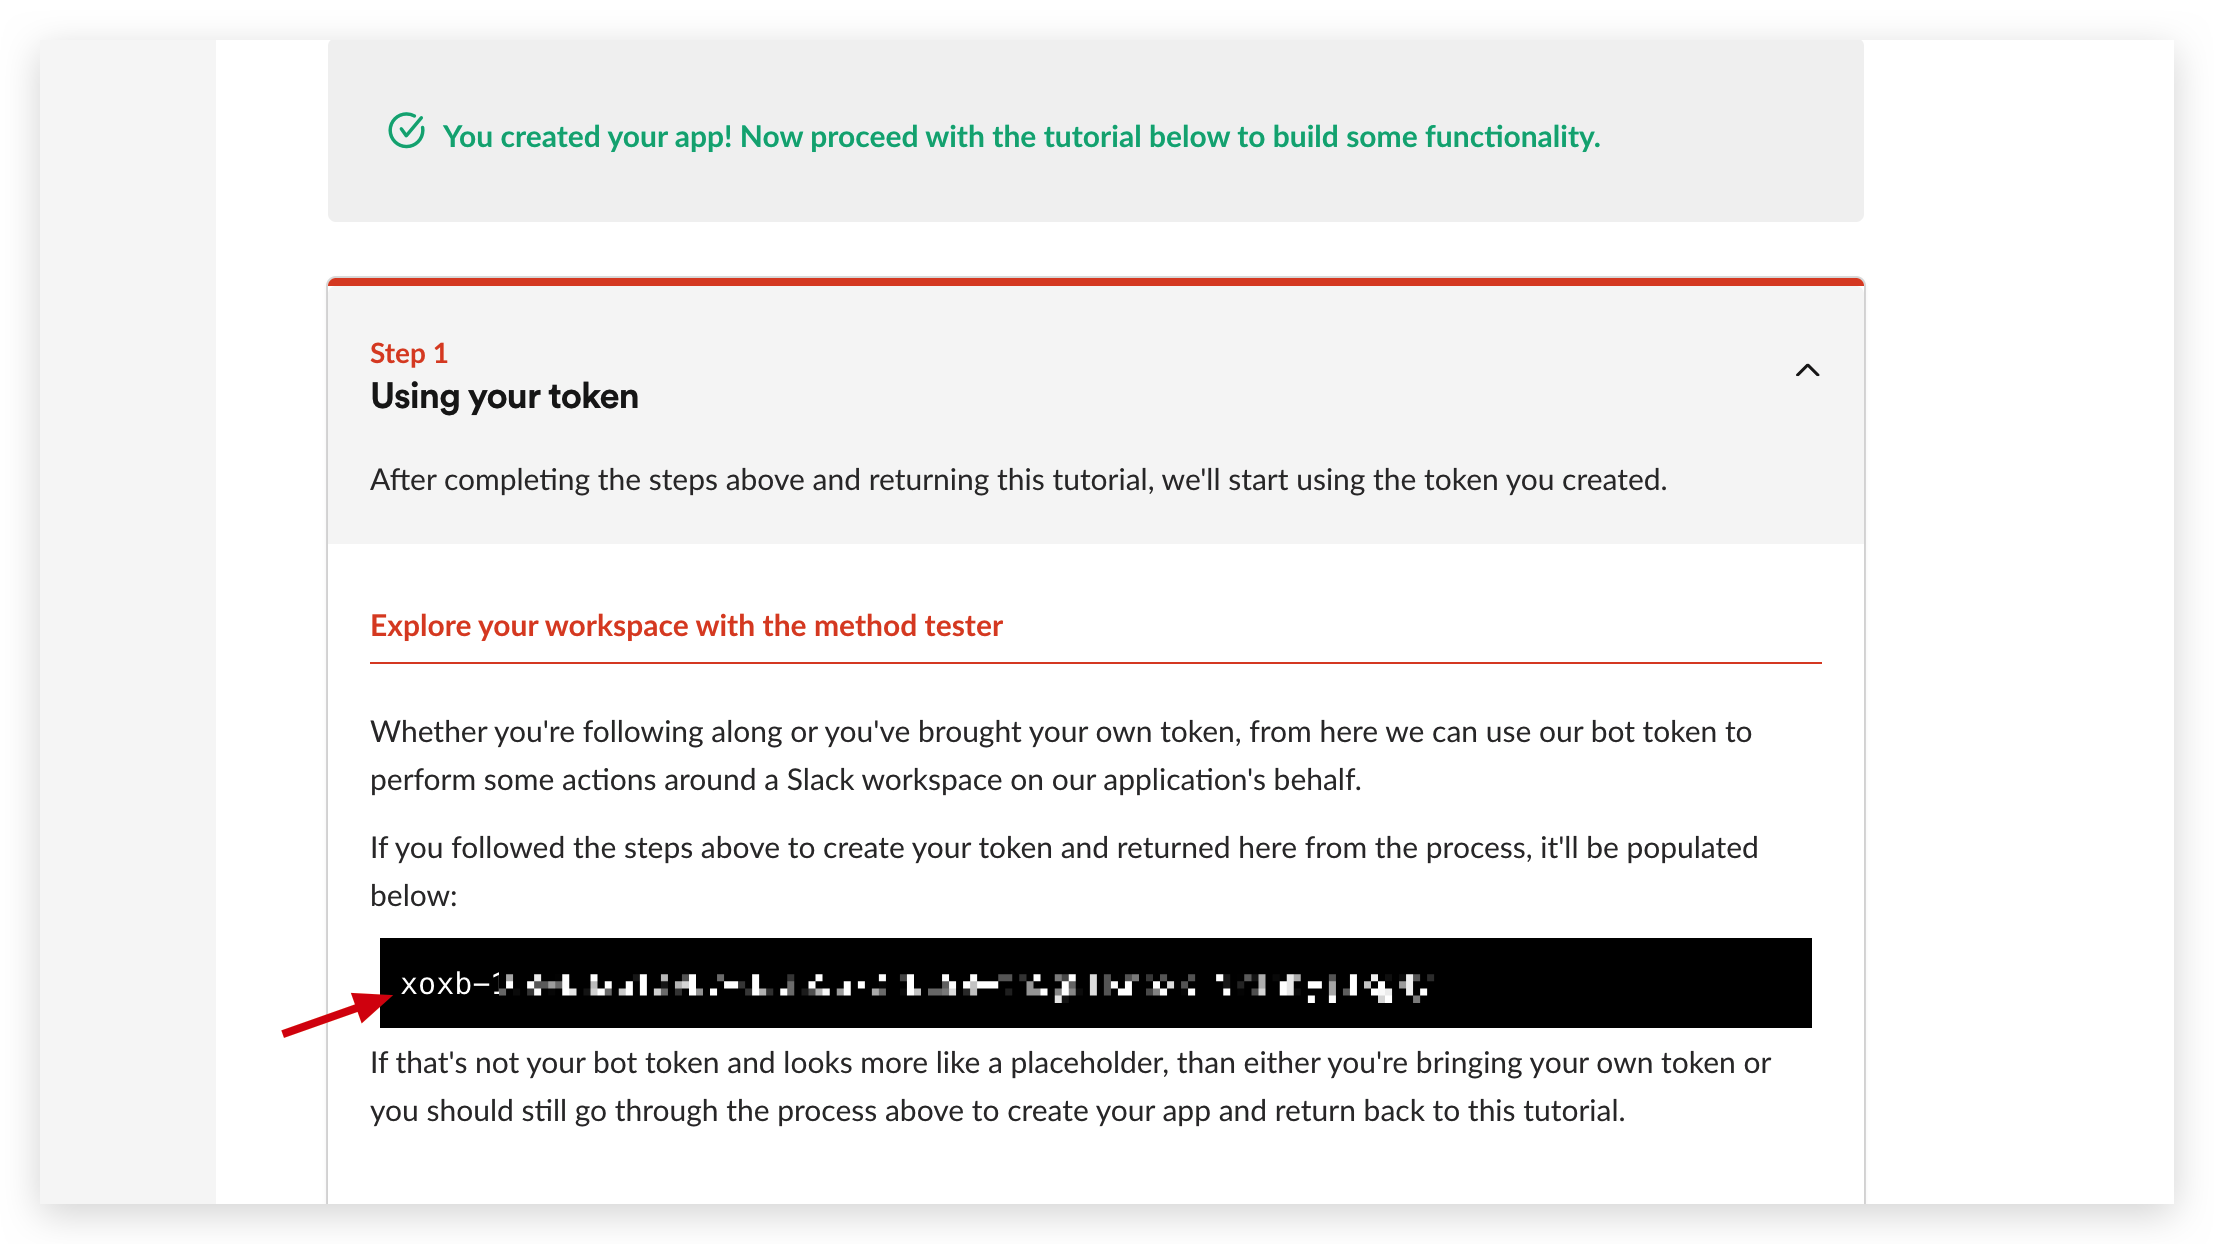 You created your app! Now proceed with the tutorial below to build some functionality.
Step 1
Using your token
After completing the steps above and returning this tutorial, we'll start using the token you created.
Explore your workspace with the method tester
Whether you're following along or you've brought your own token, from here we can use our bot token to
perform some actions around a Slack workspace on our application's behalf.
If you followed the steps above to create your token and returned here from the process, it'll be populated
below:
xoxb-
If that's not your bot token and looks more like a placeholder, than either you're bringing your own token or
you should still go through the process above to create your app and return back to this tutorial.